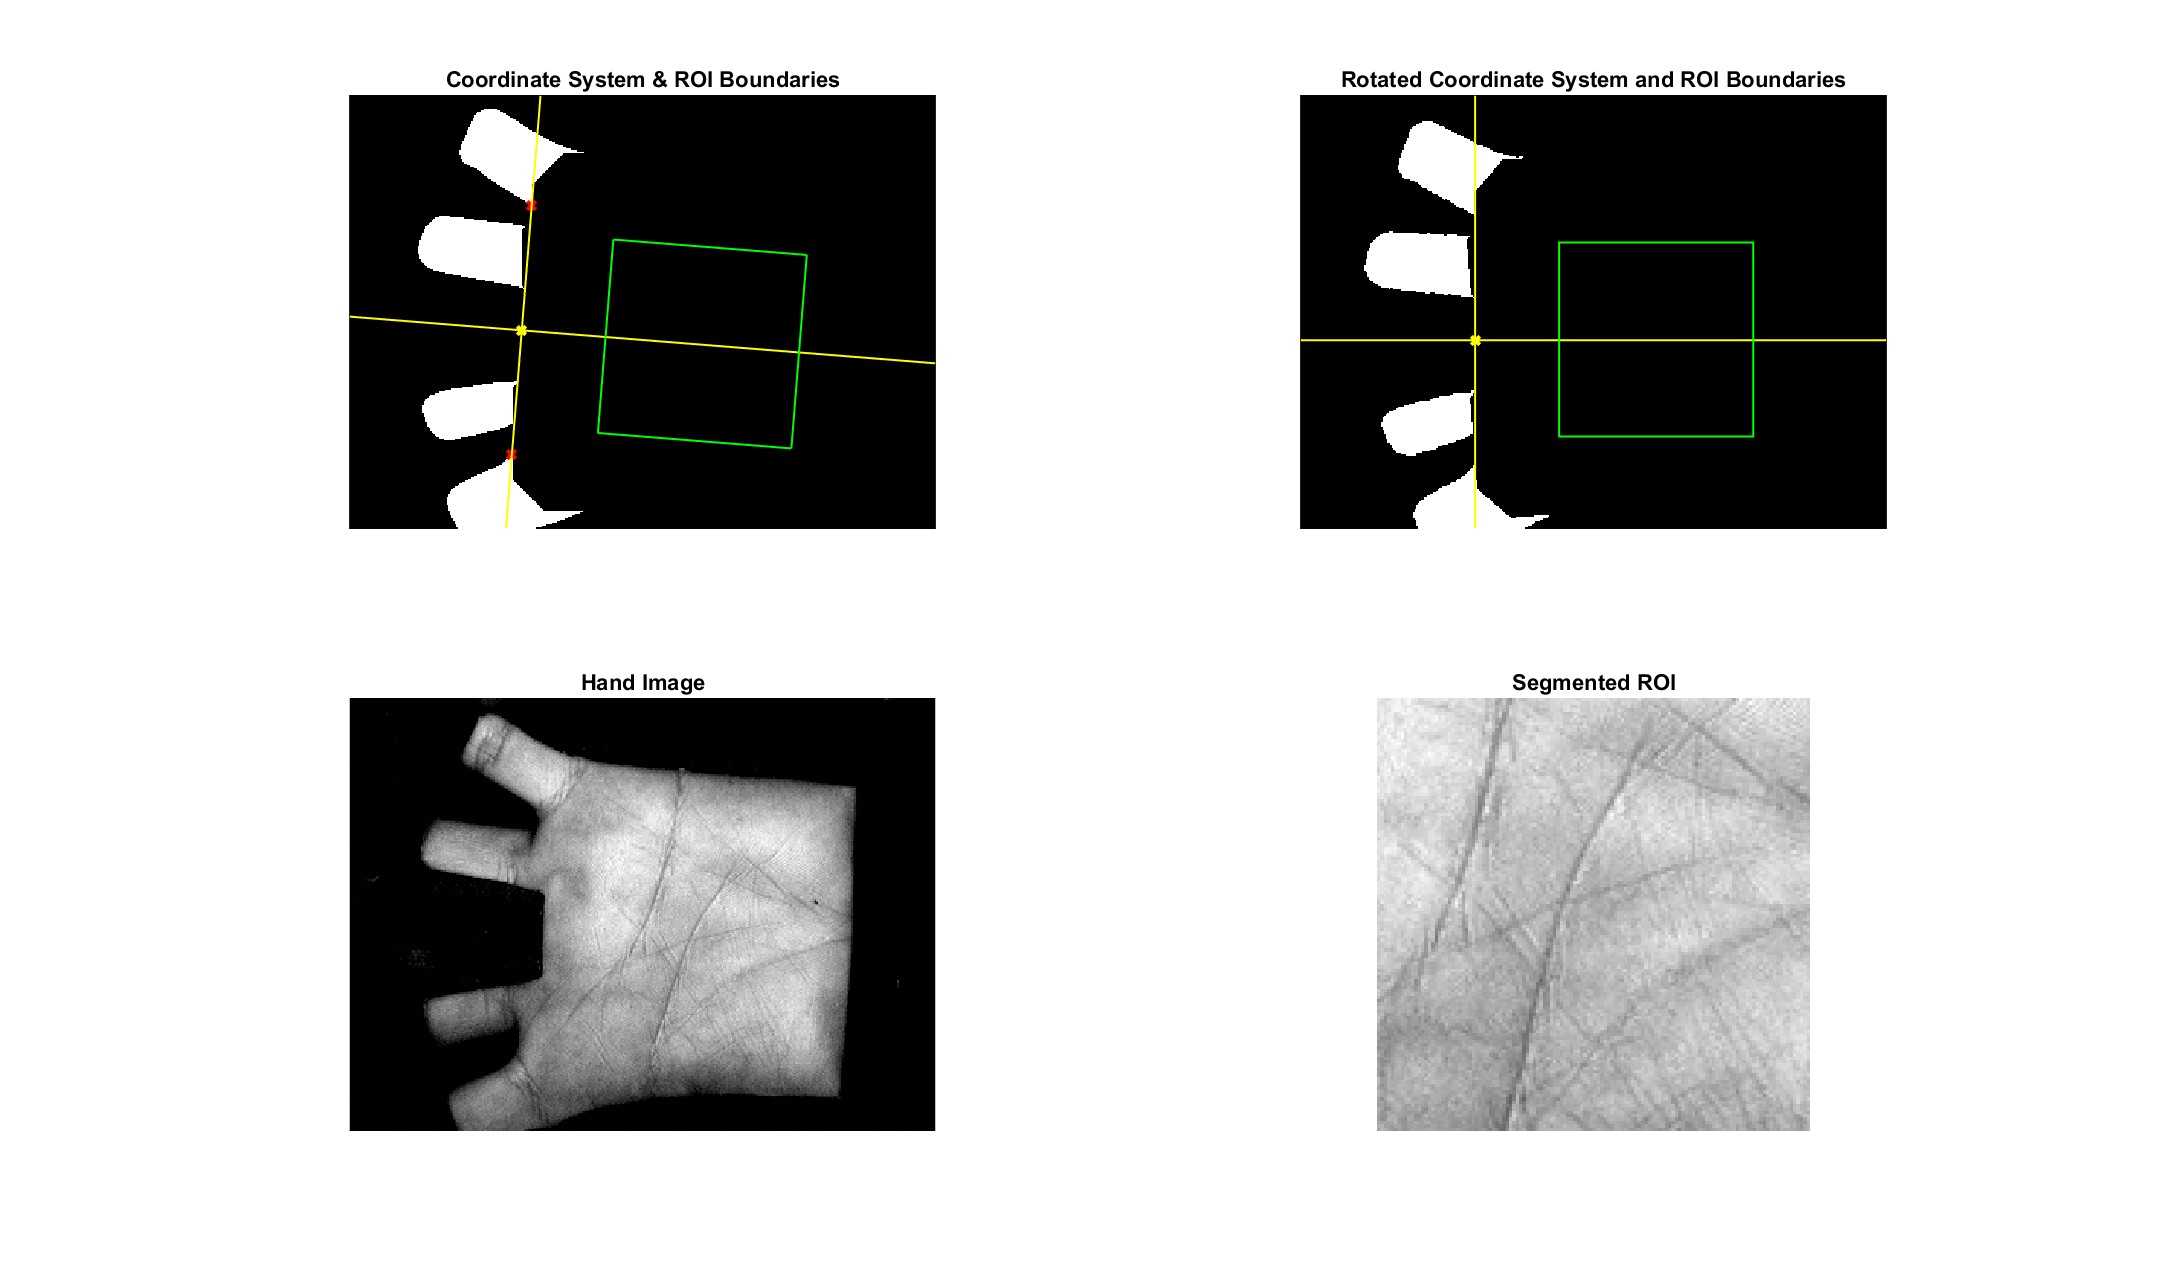 Coordinate System & ROI Boundaries
Rotated Coordinate System and ROI Boundaries
Hand Image
Segmented ROI